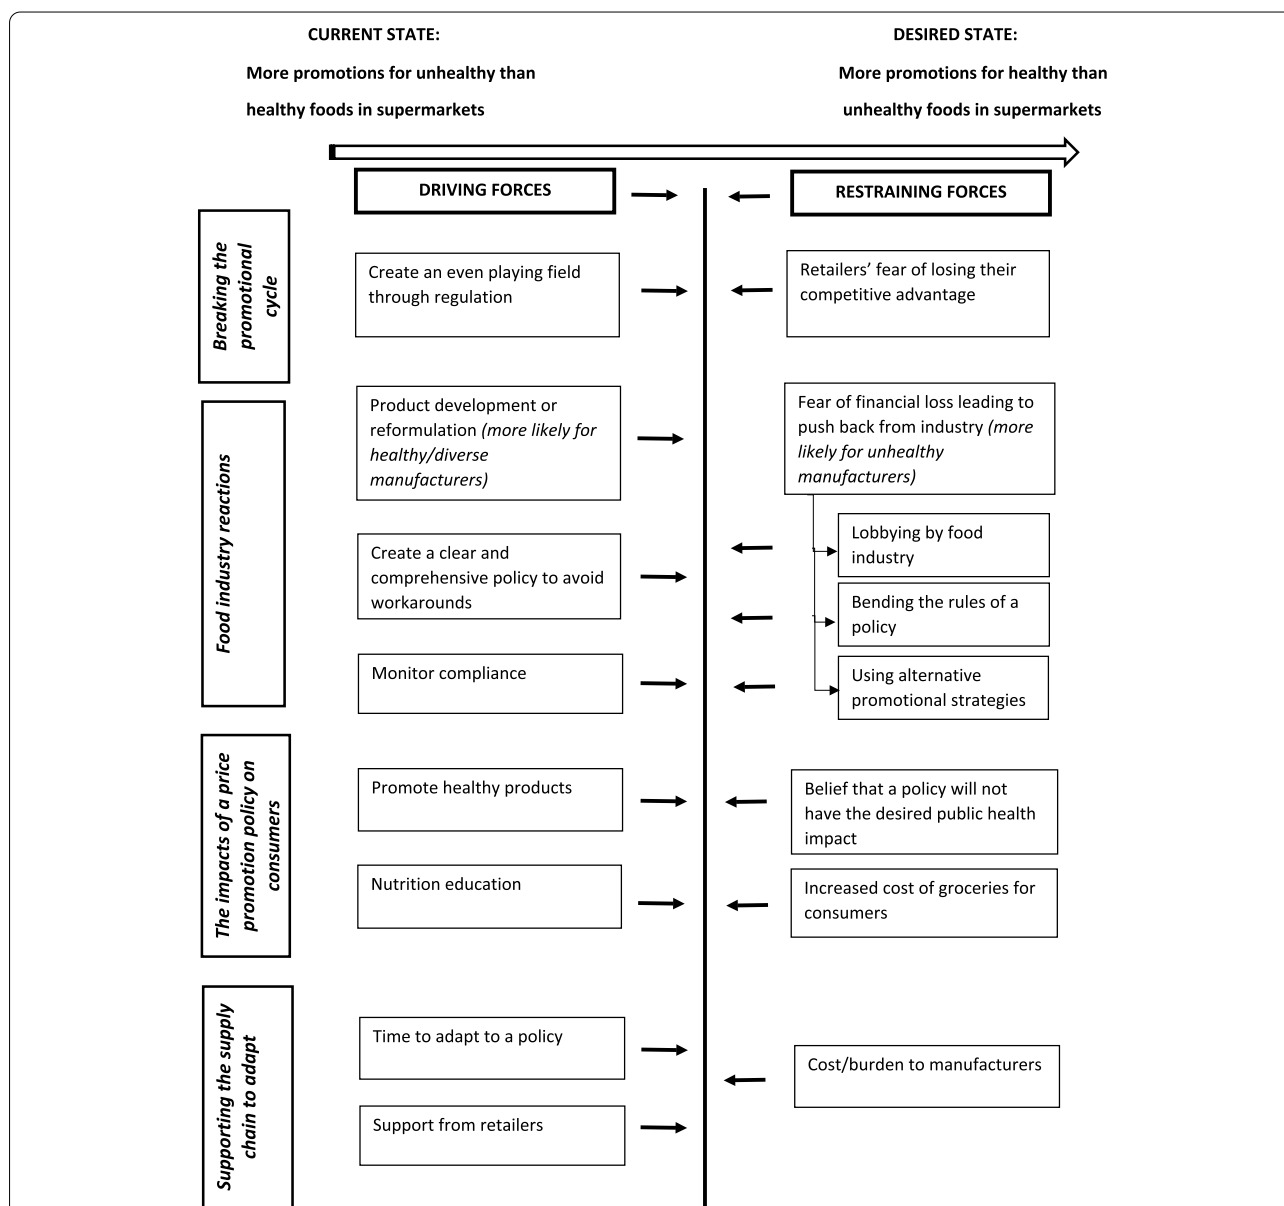 CURRENT STATE:
More promotions for unhealthy than
healthy foods in supermarkets
DESIRED STATE:
More promotions for healthy than
unhealthy foods in supermarkets
DRIVING FORCES
RESTRAINING FORCES
Breaking the
promotional
cycle
Create an even playing field
through regulation
Retailers’ fear of losing their
competitive advantage
Food industry reactions
Product development or
reformulation (more likely for
healthy/diverse
manufacturers)
Fear of financial loss leading to
push back from industry (more
likely for unhealthy
manufacturers)
Create a clear and
comprehensive policy to avoid
workarounds
Lobbying by food
industry
Bending the rules of a
policy
Monitor compliance
Using alternative
promotional strategies
The impacts of a price
promotion policy on
consumers
Promote healthy products
Belief that a policy will not
have the desired public health
impact
Nutrition education
Increased cost of groceries for
consumers
Supporting the supply
chain to adapt
Time to adapt to a policy
Cost/burden to manufacturers
Support from retailers